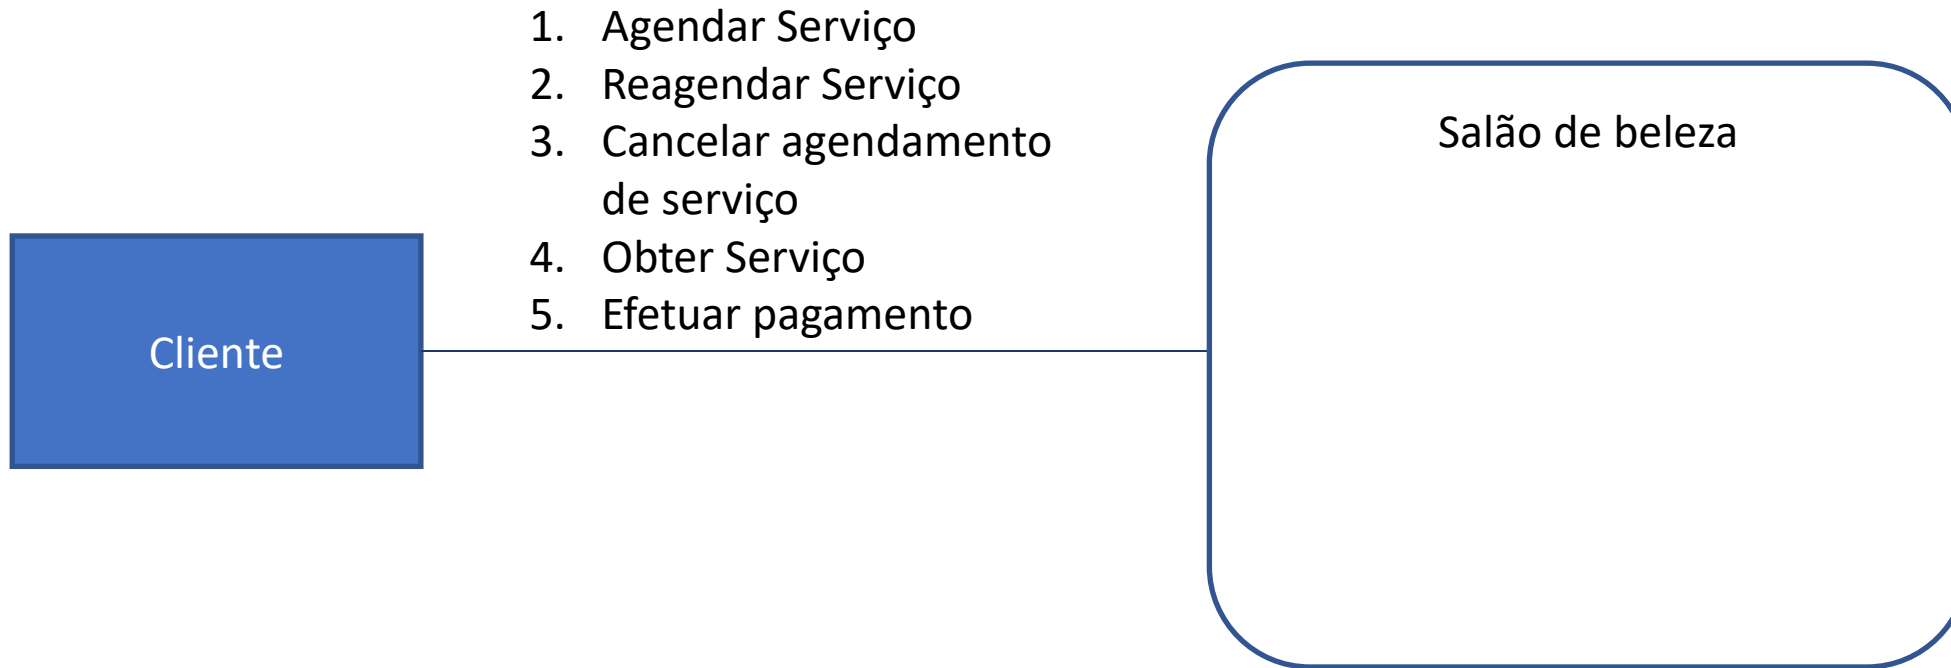 1. Agendar Serviço
2. Reagendar Serviço
3. Cancelar agendamento
de serviço
4. Obter Serviço
5. Efetuar pagamento
Cliente
Salão de beleza